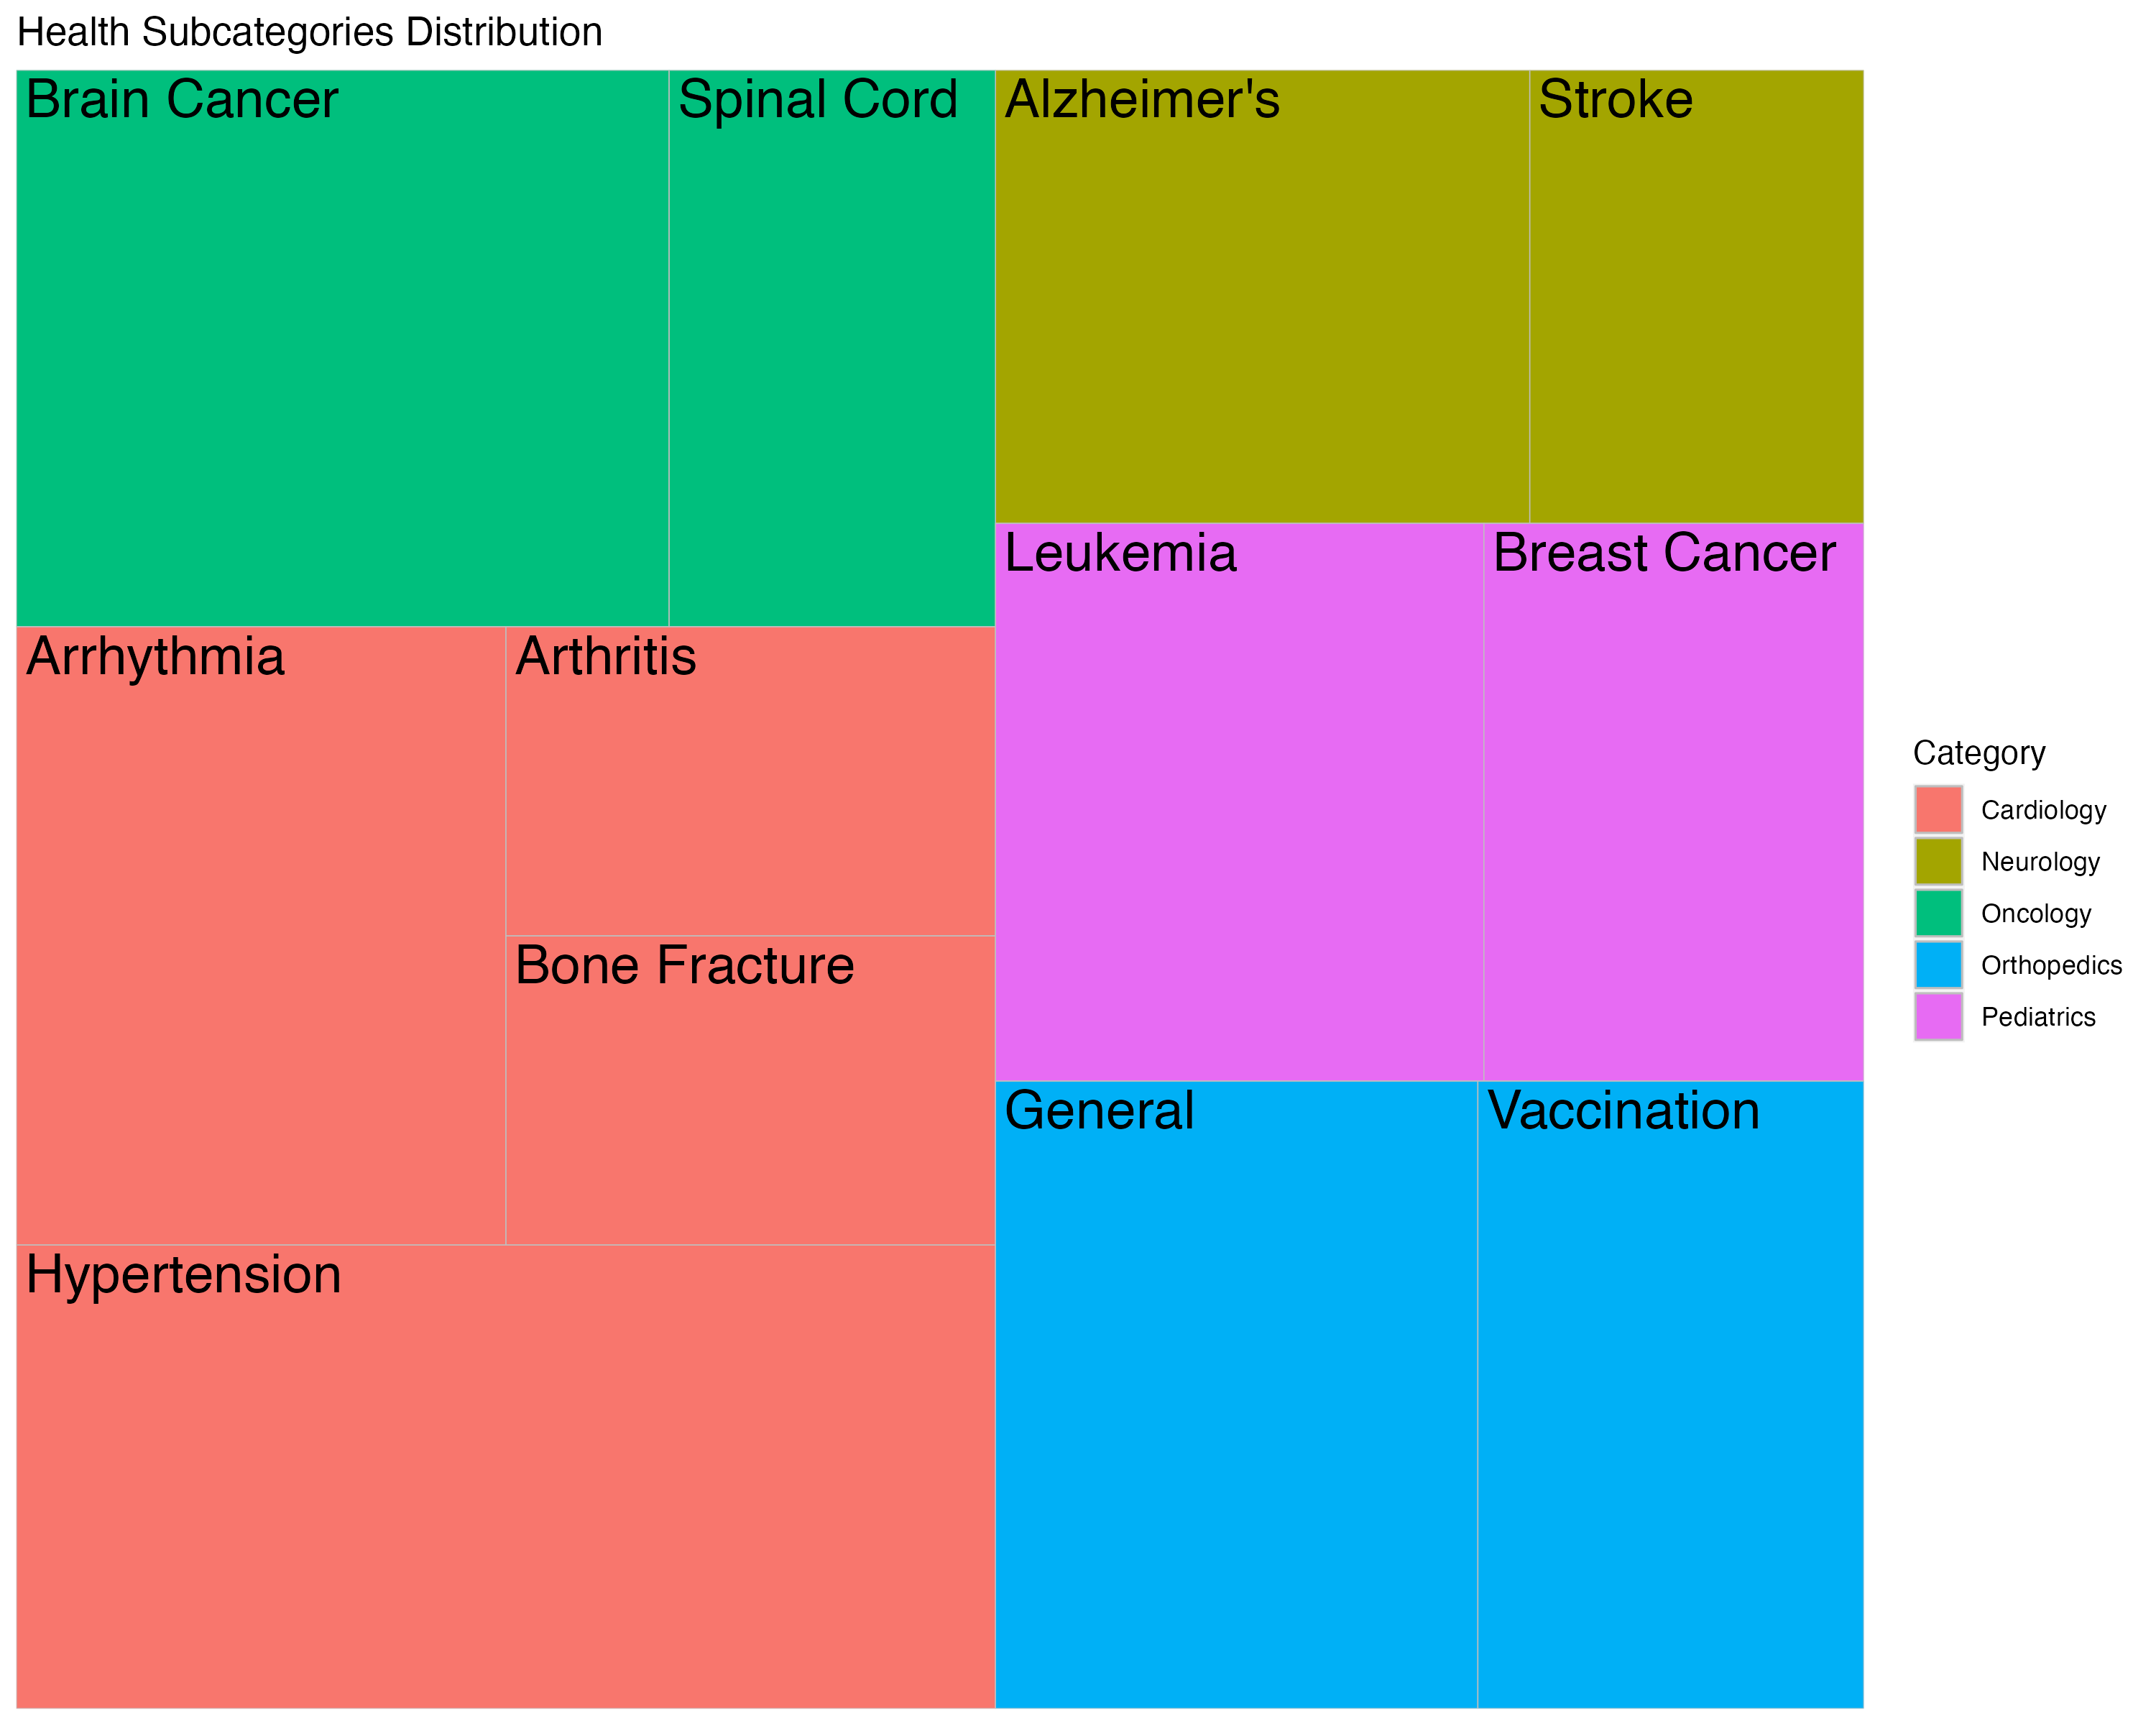 Health Subcategories Distribution
Brain Cancer
Spinal Cord
Alzheimer's
Stroke
Leukemia
Breast Cancer
Arrhythmia
Arthritis
Bone Fracture
General
Vaccination
Hypertension
Category
Cardiology
Neurology
Oncology
Orthopedics
Pediatrics